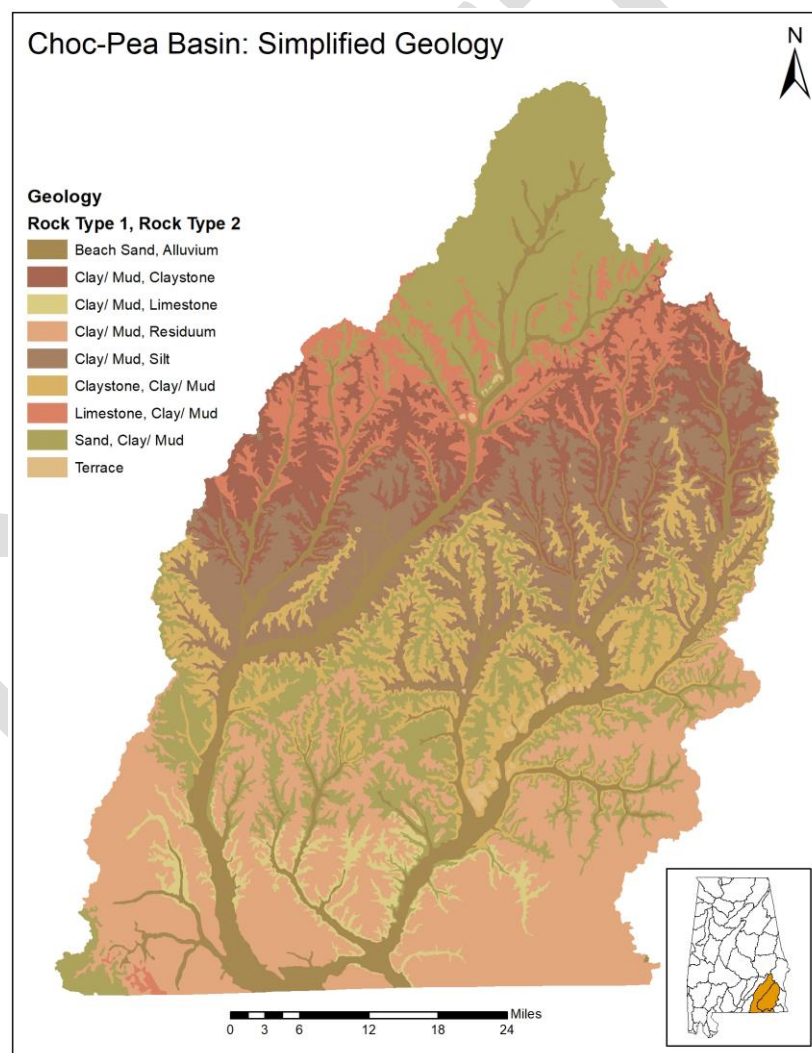 Choc-Pea Basin: Simplified Geology
N
Geology
Rock Type 1, Rock Type 2
Beach Sand, Alluvium
Clay/ Mud, Claystone
Clay/ Mud, Limestone
Clay/ Mud, Residuum
Clay/ Mud, Silt
Claystone, Clay/ Mud
Limestone, Clay/ Mud
Sand, Clay/ Mud
Terrace
Miles
0 3 6 12 18 24